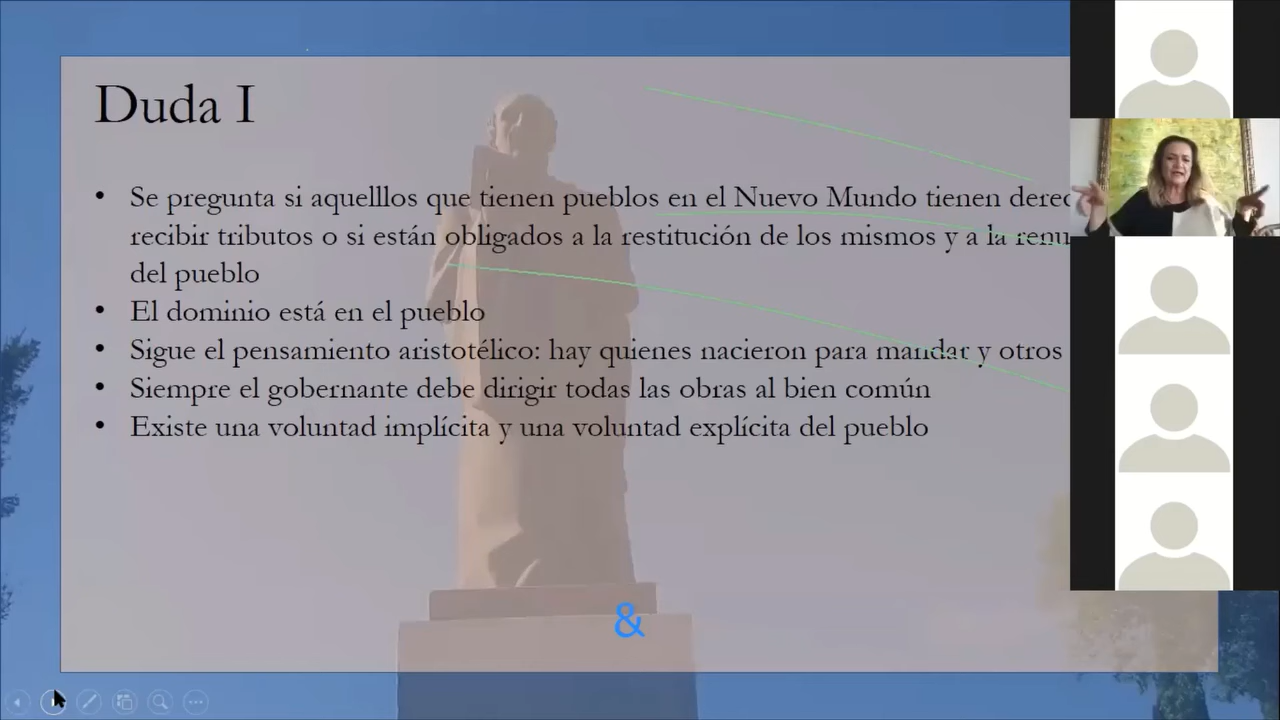 Duda I
• Se pregunta si aquelllos que tienen pueblos en el Nuevo Mundo tienen
recibir tributos o si están obligados a la restitución de los mismos y a la
del pueblo
• El dominio está en el pueblo
• Sigue el pensamiento aristotélico: hay quienes nacieron para mandar y otros
• Siempre el gobernante debe dirigir todas las obras al bien común
• Existe una voluntad implícita y una voluntad explícita del pueblo
&